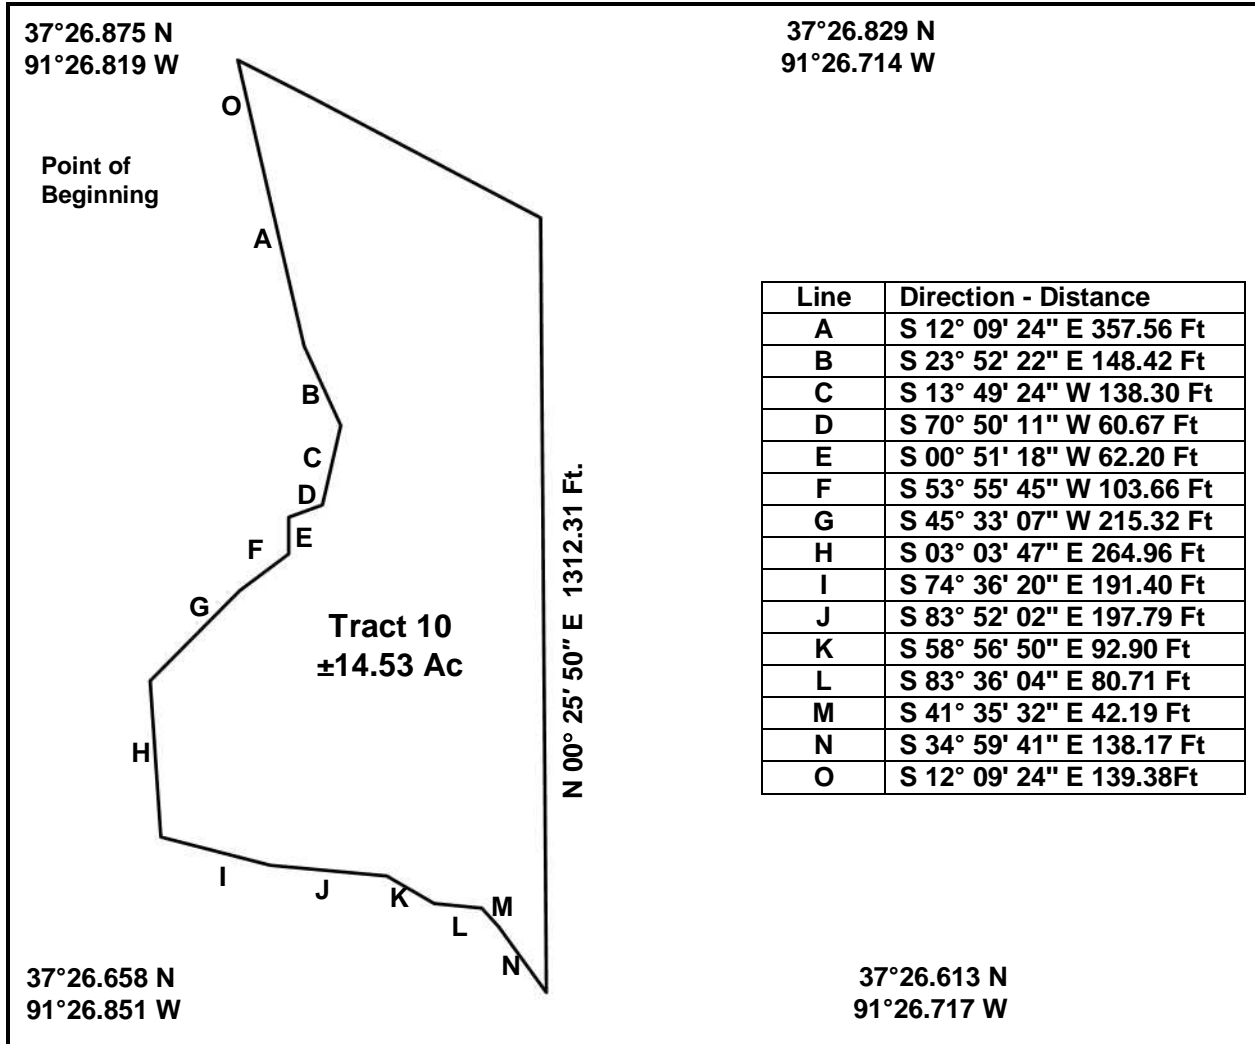 37°26.875 N
91°26.819 W
37°26.829 N
91°26.714 W
O
Point of
Beginning
A
B
C
D
E
F
G
H
I
J
K
L
M
N
Tract 10
±14.53 Ac
N 00° 25' 50" E 1312.31 Ft.
Line Direction - Distance
A S 12° 09' 24" E 357.56 Ft
B S 23° 52' 22" E 148.42 Ft
C S 13° 49' 24" W 138.30 Ft
D S 70° 50' 11" W 60.67 Ft
E S 00° 51' 18" W 62.20 Ft
F S 53° 55' 45" W 103.66 Ft
G S 45° 33' 07" W 215.32 Ft
H S 03° 03' 47" E 264.96 Ft
I S 74° 36' 20" E 191.40 Ft
J S 83° 52' 02" E 197.79 Ft
K S 58° 56' 50" E 92.90 Ft
L S 83° 36' 04" E 80.71 Ft
M S 41° 35' 32" E 42.19 Ft
N S 34° 59' 41" E 138.17 Ft
O S 12° 09' 24" E 139.38Ft
37°26.658 N
91°26.851 W
37°26.613 N
91°26.717 W